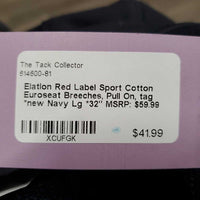 The Tack Collector
614600-81
Elation Red Label Sport Cotton
Euroseat Breeches, Pull On, tag
*new Navy Lg *32" MSRP: $59.99
$41.99
XCUFGK